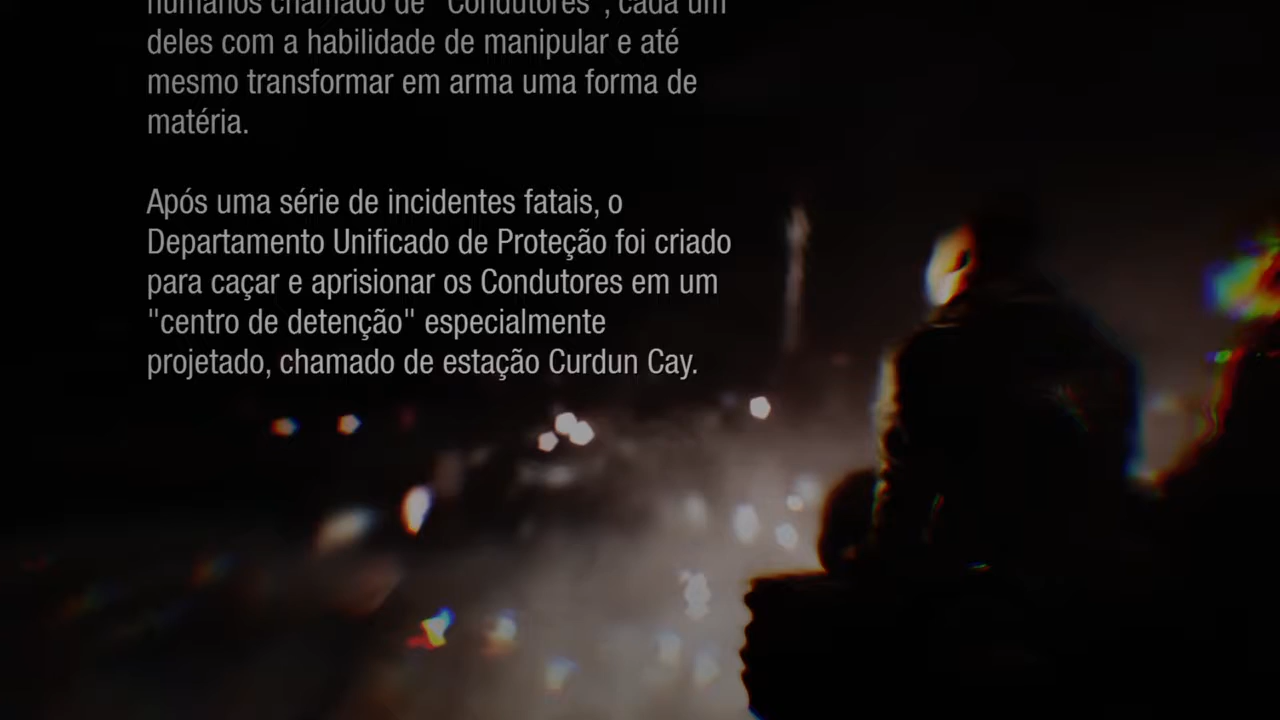 humanos chamado de "Condutores", cada um
deles com a habilidade de manipular e até
mesmo transformar em arma uma forma de
matéria.
Após uma série de incidentes fatais, o
Departamento Unificado de Proteção foi criado
para caçar e aprisionar os Condutores em um
"centro de detenção" especialmente
projetado, chamado de estação Curdun Cay.